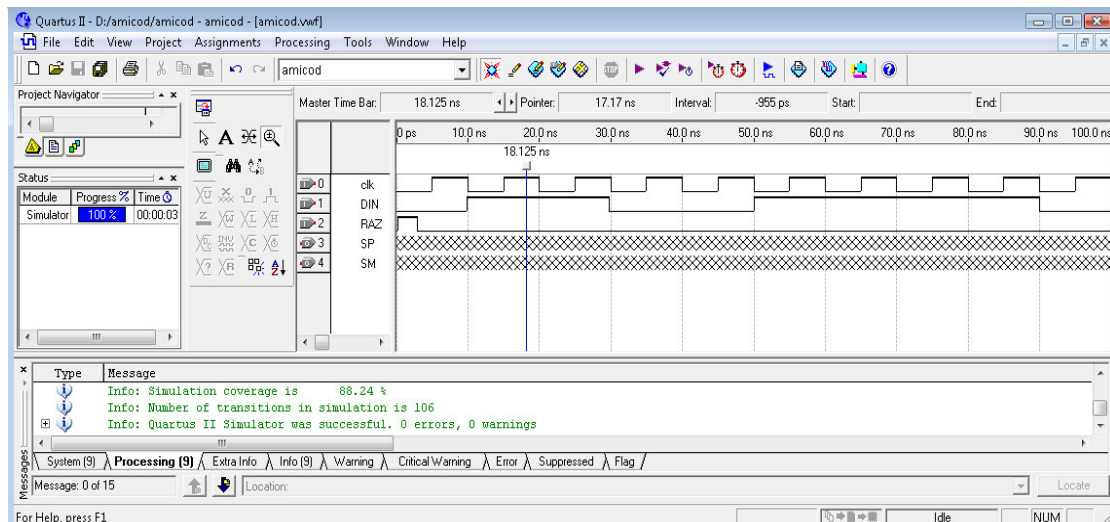 Quartus II - D:/amicod/amicod - amicod - [amicod.vwf]
File Edit View Project Assignments Processing Tools Window Help
amicod
Project Navigator
Master Time Bar: 18.125 ns Pointer: 17.17 ns Interval: -955 ps Start: End:
0 ps 10.0 ns 20.0 ns 30.0 ns 40.0 ns 50.0 ns 60.0 ns 70.0 ns 80.0 ns 90.0 ns 100.0 ns
18.125 ns
Status
Module Progress % Time
Simulator 100 % 00:00:03
0 clk
1 DIN
2 RAZ
3 SP
4 SM
Type Message
Info: Simulation coverage is 88.24 %
Info: Number of transitions in simulation is 106
Info: Quartus II Simulator was successful. 0 errors, 0 warnings
System (9) Processing (9) Extra Info Info (9) Warning Critical Warning Error Suppressed Flag
Messages
Message: 0 of 15 Location: Locate
For Help, press F1 Idle NUM